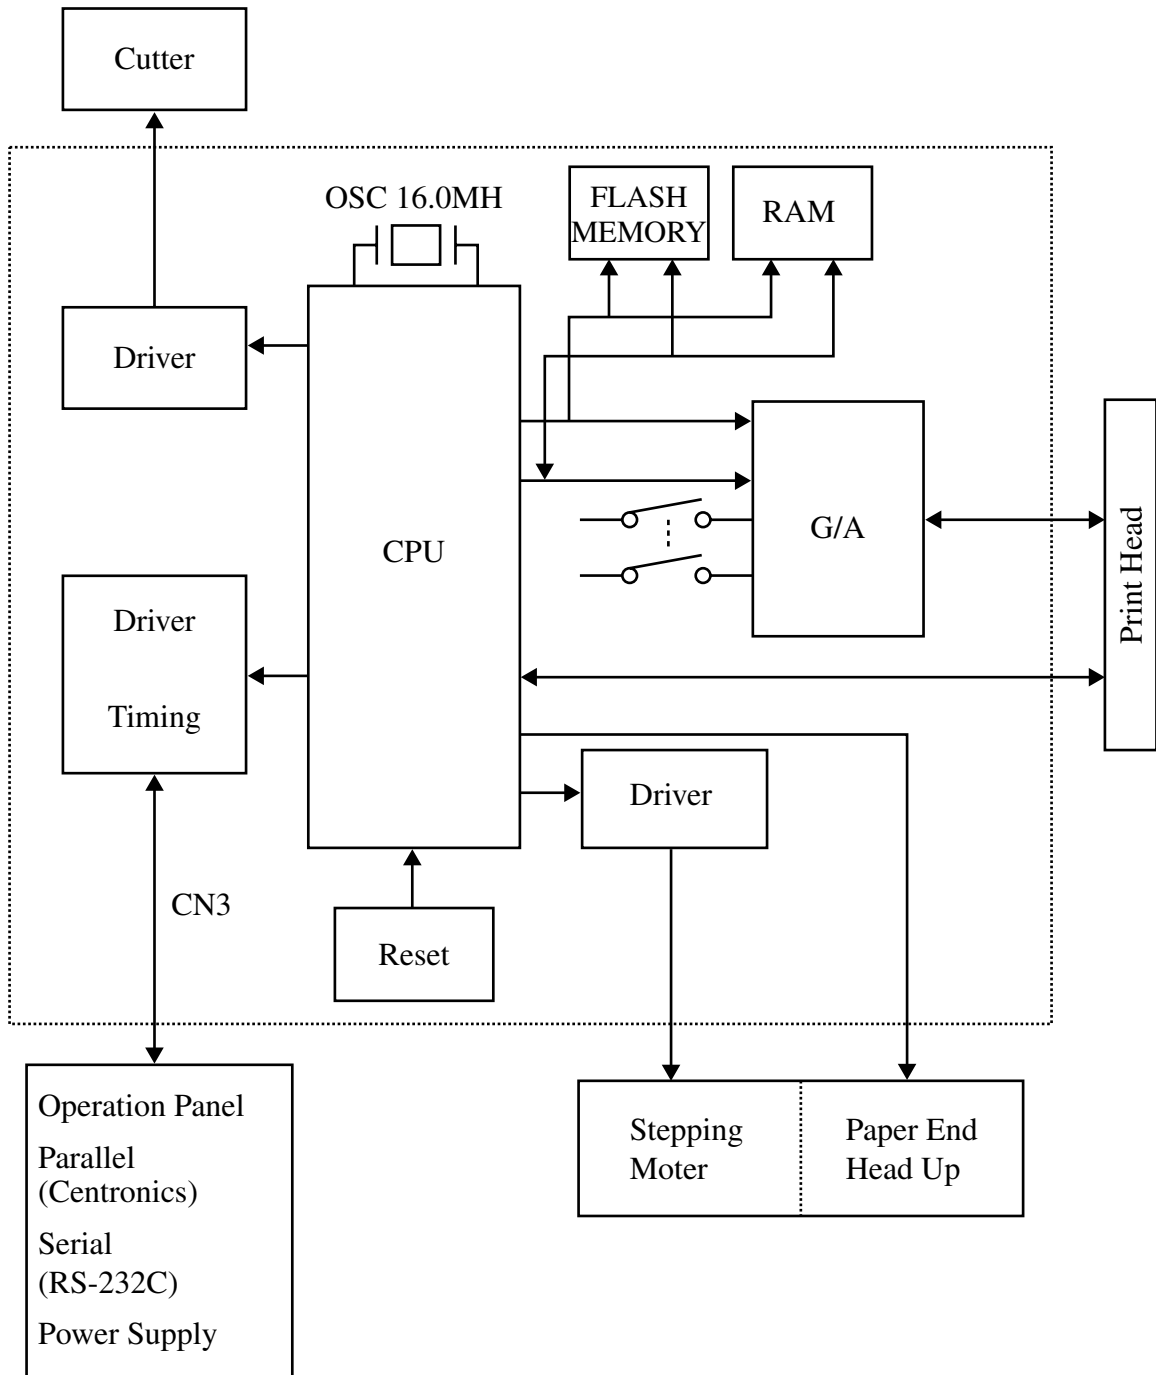 Cutter
OSC 16.0MH
FLASH
MEMORY
RAM
Driver
CPU
G/A
Print Head
Driver
Timing
Driver
CN3
Reset
Operation Panel
Parallel
(Centronics)
Serial
(RS-232C)
Power Supply
Stepping
Moter
Paper End
Head Up